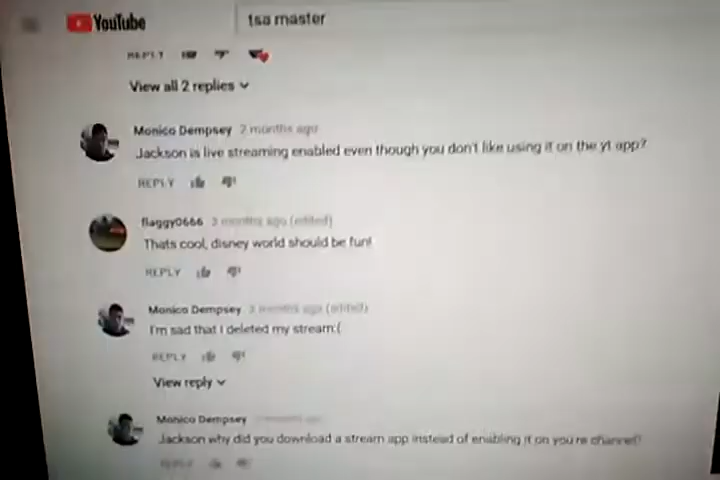 YouTube
tsa master
REPLY
View all 2 replies
Monico Dempsey 2 months ago
Jackson is live streaming enabled even though you don't like using it on the yt app?
REPLY
flaggy0666 3 months ago (edited)
Thats cool, disney world should be fun!
REPLY
Monico Dempsey 3 months ago (edited)
I'm sad that I deleted my stream:(
REPLY
View reply
Monico Dempsey months ago
Jackson why did you download a stream app instead of enabling it on you're channel!
REPLY